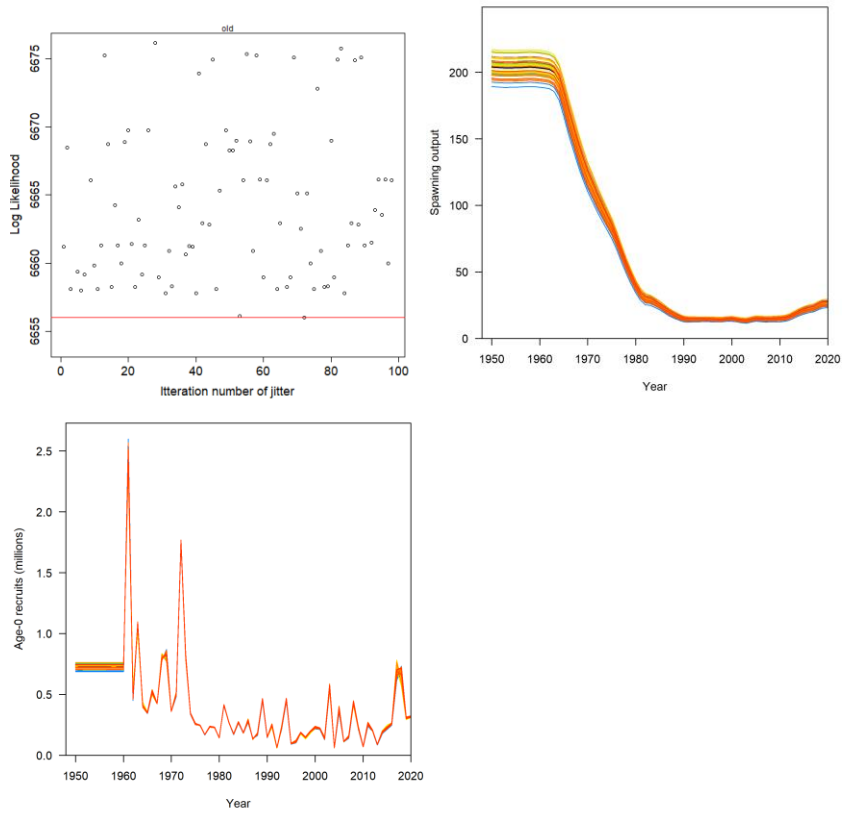 old
Log Likelihood
6655 6660 6665 6670 6675
0 20 40 60 80 100
Itteration number of jitter
Spawning output
200
150
100
50
0
1950 1960 1970 1980 1990 2000 2010 2020
Year
Age-0 recruits (millions)
2.5
2.0
1.5
1.0
0.5
0.0
1950 1960 1970 1980 1990 2000 2010 2020
Year